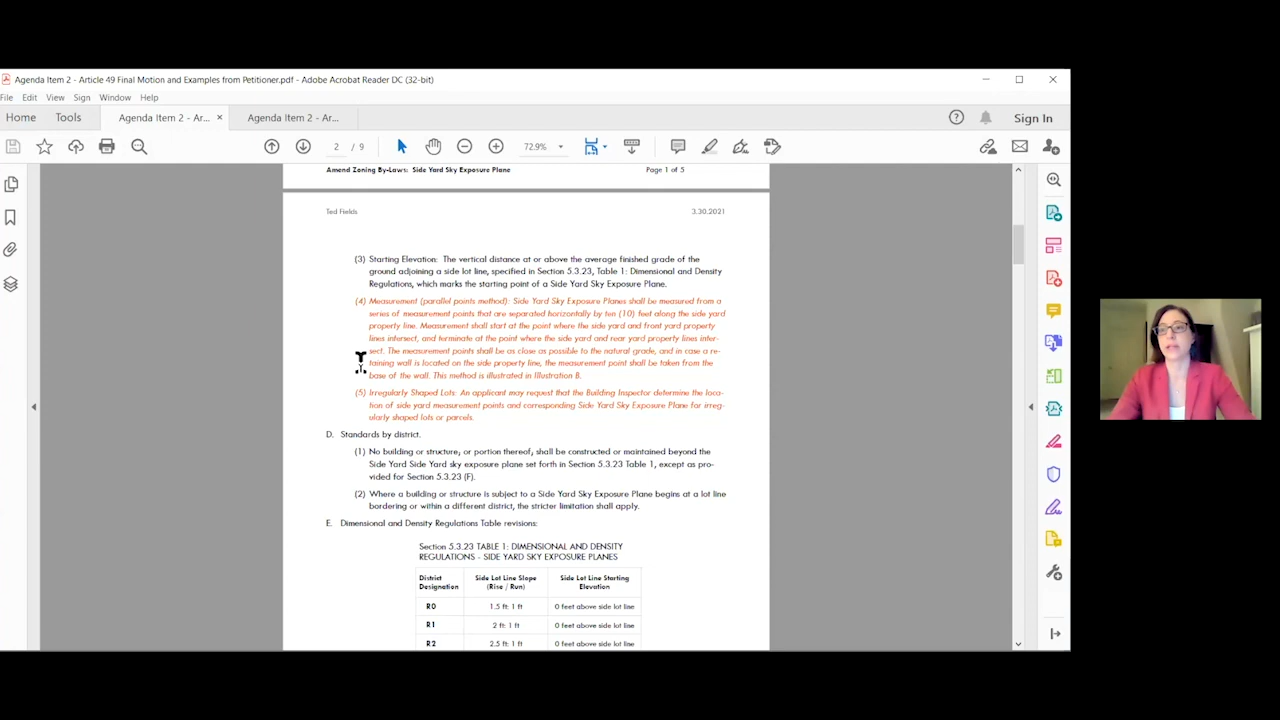 Agenda Item 2 - Article 49 Final Motion and Examples from Petitioner.pdf - Adobe Acrobat Reader DC (32-bit)
File Edit View Sign Window Help
Home Tools Agenda Item 2 - Ar... × Agenda Item 2 - Ar... Sign In
2 / 9 72.9%
Amend Zoning By-Laws: Side Yard Sky Exposure Plane Page 1 of 5
Ted Fields 3.30.2021
(3) Starting Elevation: The vertical distance at or above the average finished grade of the
ground adjoining a side lot line, specified in Section 5.3.23, Table 1: Dimensional and Density
Regulations, which marks the starting point of a Side Yard Sky Exposure Plane.
(4) Measurement (parallel points method): Side Yard Sky Exposure Planes shall be measured from a
series of measurement points that are separated horizontally by ten (10) feet along the side yard
property line. Measurement shall start at the point where the side yard and front yard property
lines intersect, and terminate at the point where the side yard and rear yard property lines inter-
sect. The measurement points shall be as close as possible to the natural grade, and in case a re-
taining wall is located on the side property line, the measurement point shall be taken from the
base of the wall. This method is illustrated in Illustration B.
(5) Irregularly Shaped Lots: An applicant may request that the Building Inspector determine the loca-
tion of side yard measurement points and corresponding Side Yard Sky Exposure Plane for irreg-
ularly shaped lots or parcels.
D. Standards by district.
(1) No building or structure, or portion thereof, shall be constructed or maintained beyond the
Side Yard Side Yard sky exposure plane set forth in Section 5.3.23 Table 1, except as pro-
vided for Section 5.3.23 (F).
(2) Where a building or structure is subject to a Side Yard Sky Exposure Plane begins at a lot line
bordering or within a different district, the stricter limitation shall apply.
E. Dimensional and Density Regulations Table revisions:
Section 5.3.23 TABLE 1: DIMENSIONAL AND DENSITY
REGULATIONS - SIDE YARD SKY EXPOSURE PLANES
District Side Lot Line Slope Side Lot Line Starting
Designation (Rise / Run) Elevation
R0 1.5 ft: 1 ft 0 feet above side lot line
R1 2 ft: 1 ft 0 feet above side lot line
R2 2.5 ft: 1 ft 0 feet above side lot line